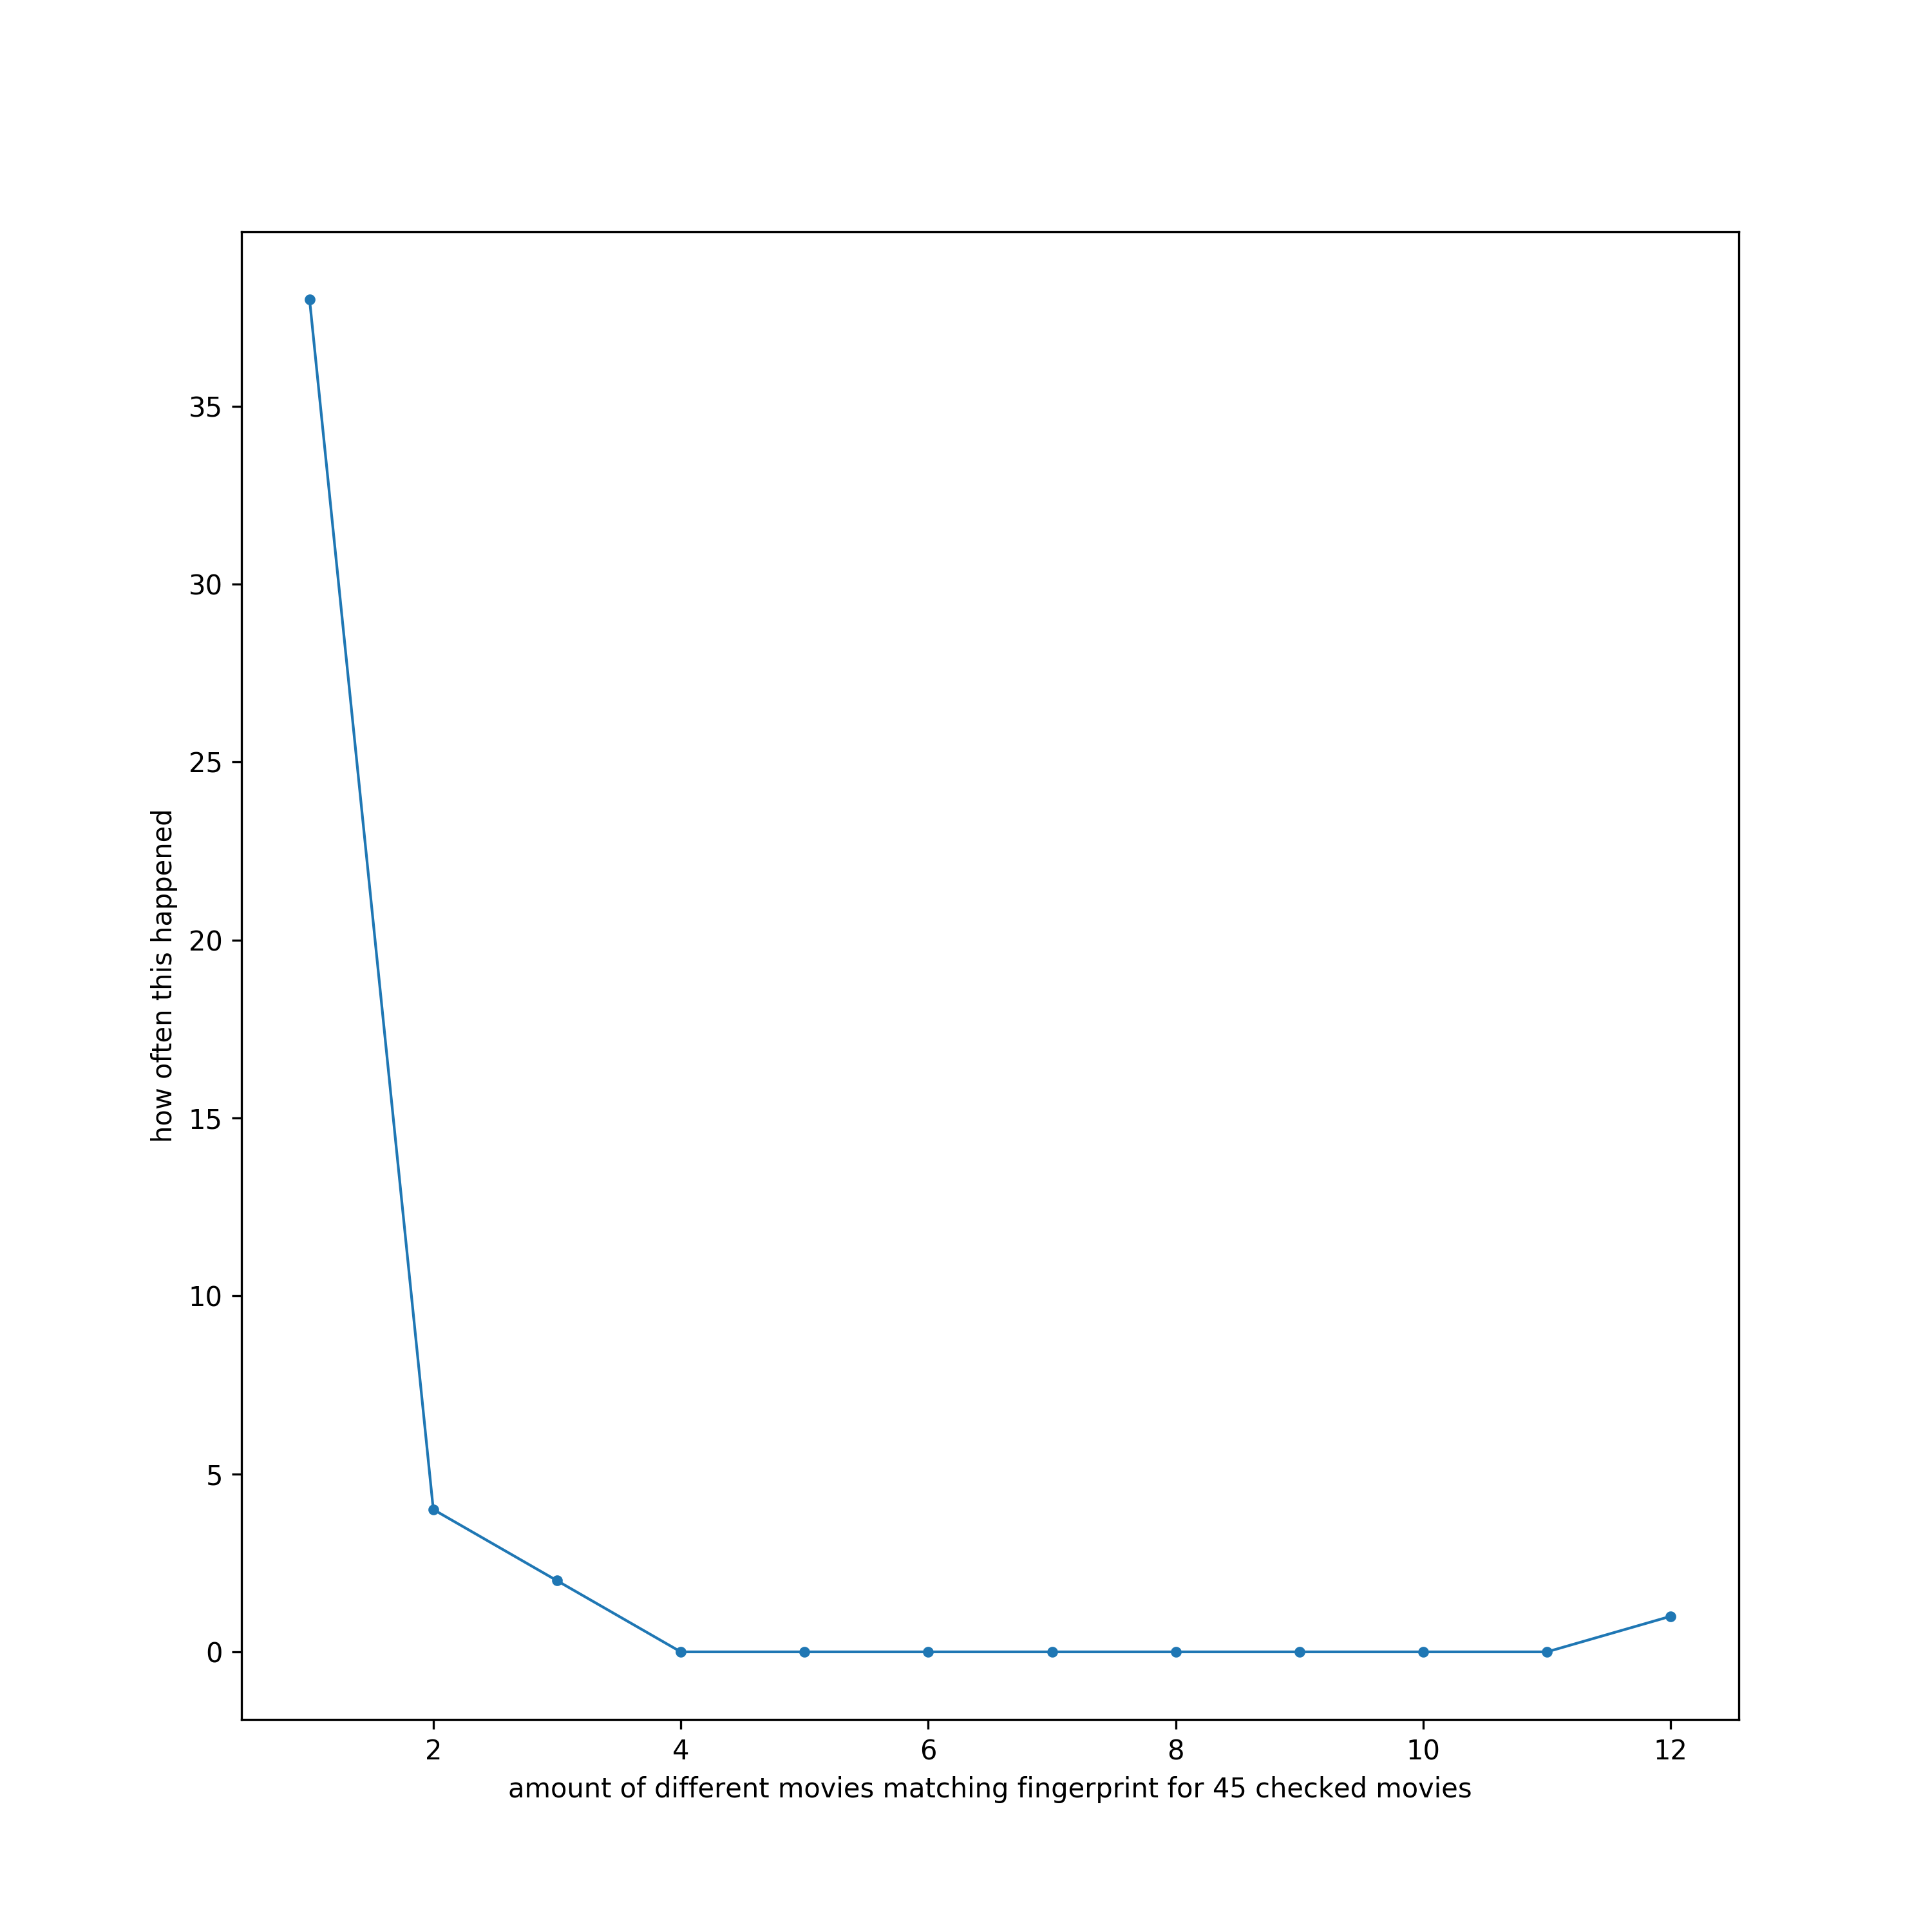 35
30
25
20
15
10
5
0
how often this happened
2 4 6 8 10 12
amount of different movies matching fingerprint for 45 checked movies